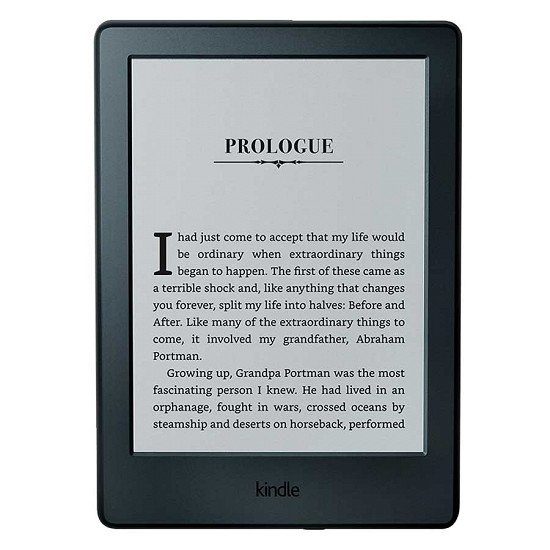 PROLOGUE
I had just come to accept that my life would
be ordinary when extraordinary things
began to happen. The first of these came as
a terrible shock and, like anything that changes
you forever, split my life into halves: Before and
After. Like many of the extraordinary things to
come, it involved my grandfather, Abraham
Portman.
Growing up, Grandpa Portman was the most
fascinating person I knew. He had lived in an
orphanage, fought in wars, crossed oceans by
steamship and deserts on horseback, performed
kindle